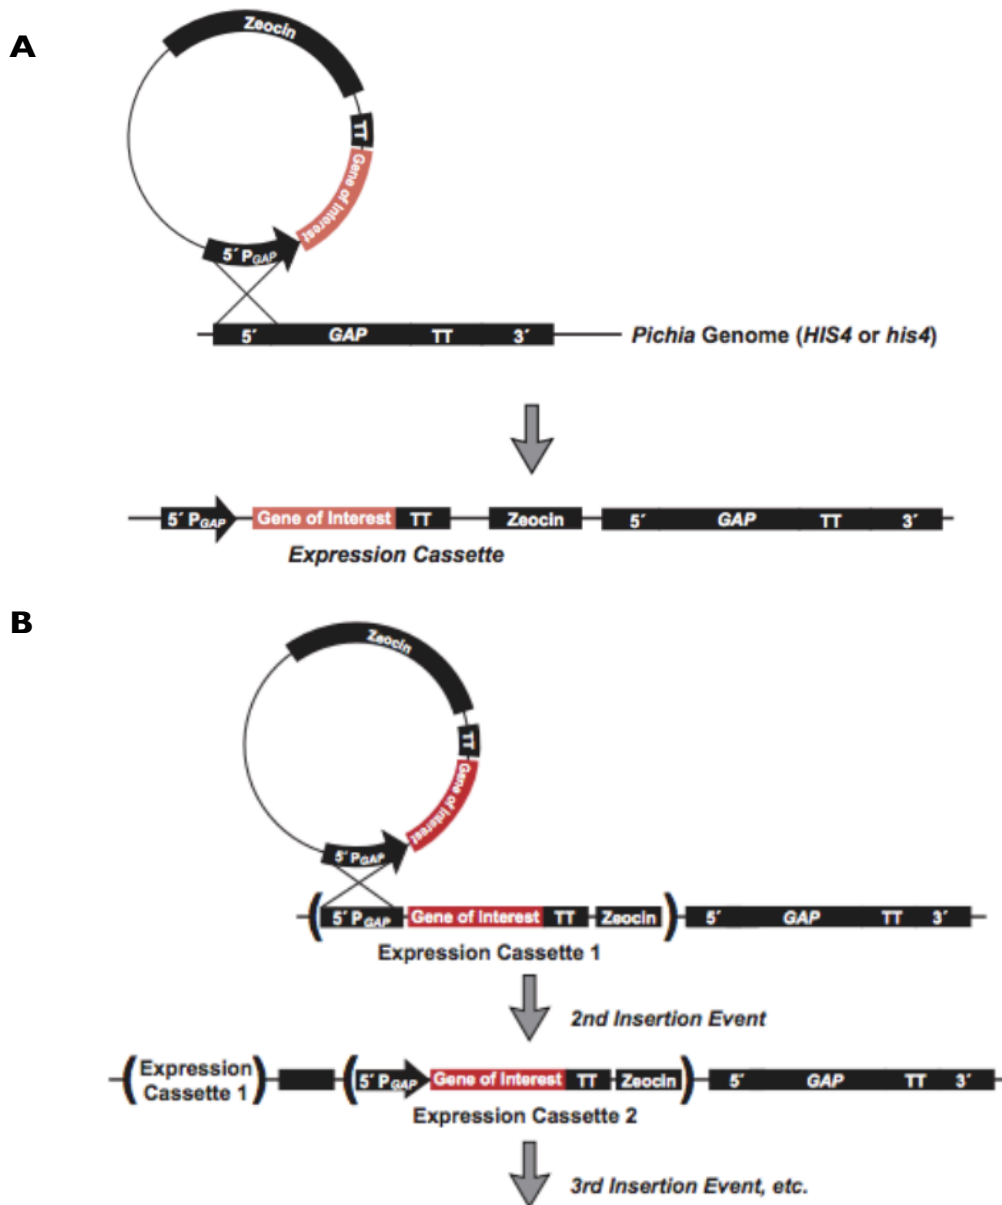 A
Zeocin
TT
Gene of Interest
5´ PGAP
5´ GAP TT 3´
Pichia Genome (HIS4 or his4)
5´ PGAP Gene of Interest TT Zeocin 5´ GAP TT 3´
Expression Cassette
B
Zeocin
TT
Gene of Interest
5´ PGAP
( 5´ PGAP Gene of Interest TT Zeocin ) 5´ GAP TT 3´
Expression Cassette 1
2nd Insertion Event
( Expression
Cassette 1 ) ( 5´ PGAP Gene of Interest TT Zeocin ) 5´ GAP TT 3´
Expression Cassette 2
3rd Insertion Event, etc.